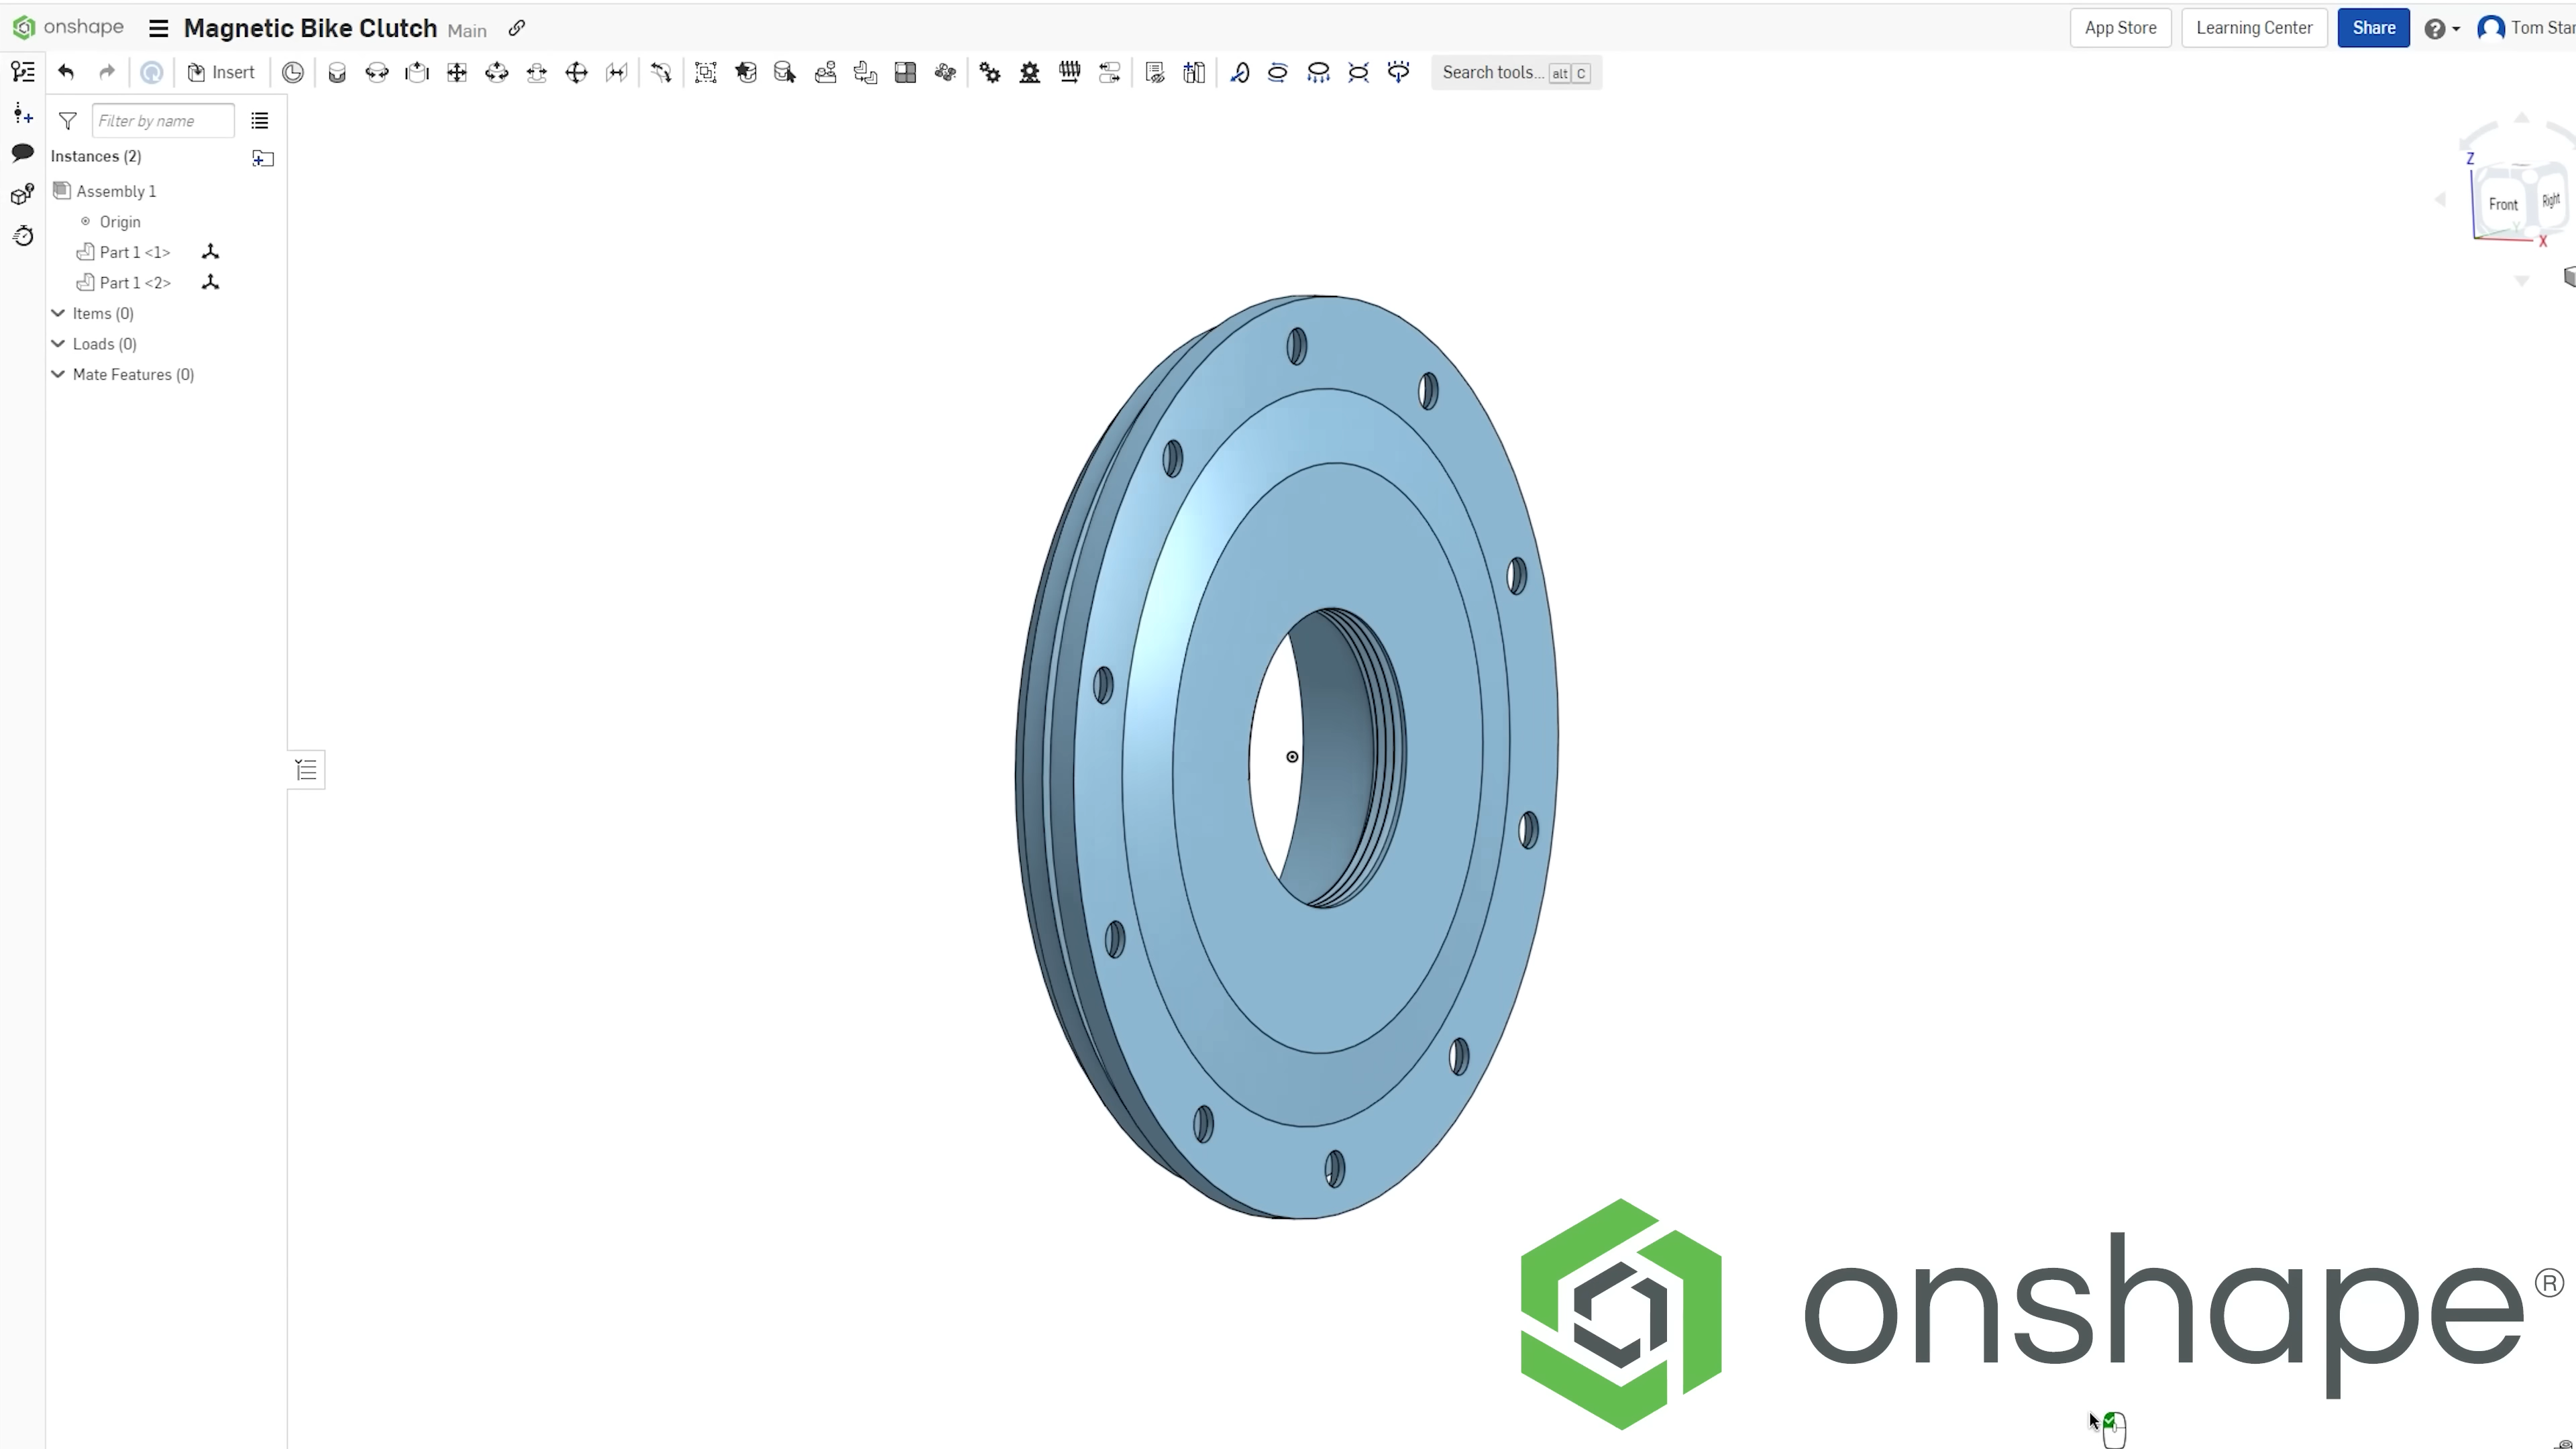 onshape Magnetic Bike Clutch Main App Store Learning Center Share Tom Star
Insert Search tools... alt C
Filter by name
Instances (2)
Assembly 1
Origin
Part 1 <1>
Part 1 <2>
Items (0)
Loads (0)
Mate Features (0)
Z
Front Right
Y
X
onshape®